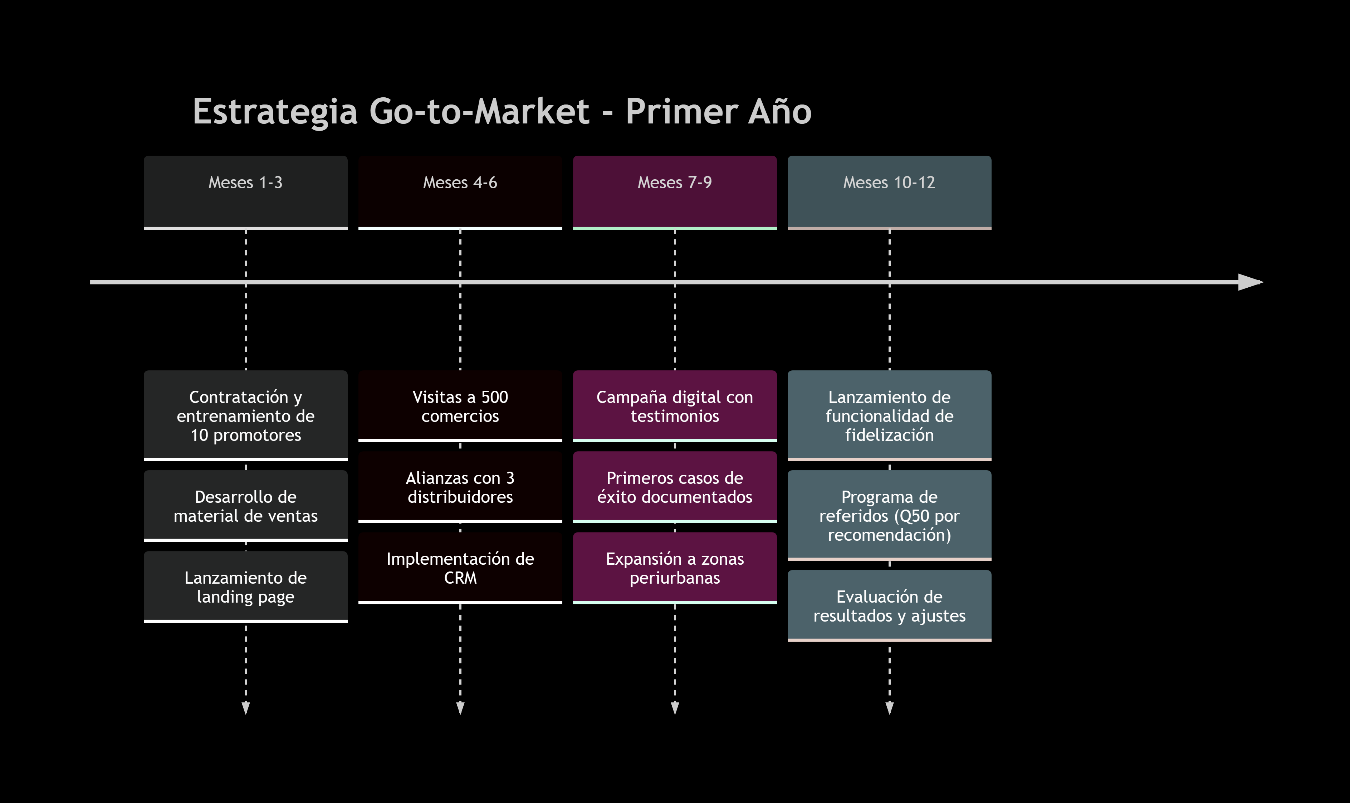 Estrategia Go-to-Market - Primer Año
Meses 1-3
Meses 4-6
Meses 7-9
Meses 10-12
Contratación y
entrenamiento de
10 promotores
Desarrollo de
material de ventas
Lanzamiento de
landing page
Visitas a 500
comercios
Alianzas con 3
distribuidores
Implementación de
CRM
Campaña digital con
testimonios
Primeros casos de
éxito documentados
Expansión a zonas
periurbanas
Lanzamiento de
funcionalidad de
fidelización
Programa de
referidos (Q50 por
recomendación)
Evaluación de
resultados y ajustes